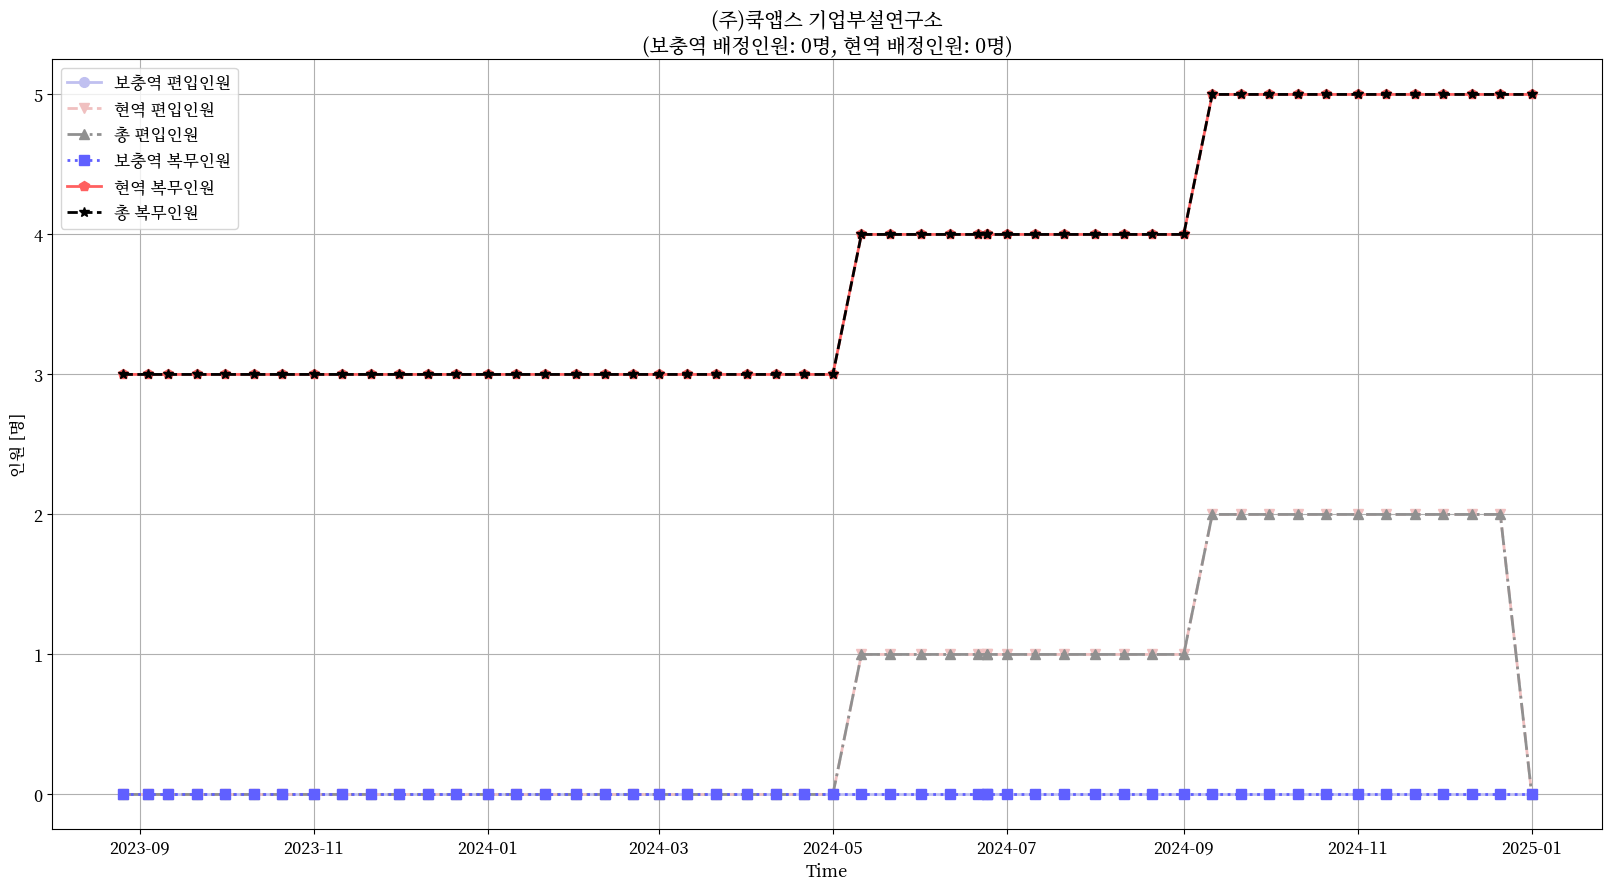 (주)쿡앱스 기업부설연구소
(보충역 배정인원: 0명, 현역 배정인원: 0명)
보충역 편입인원
현역 편입인원
총 편입인원
보충역 복무인원
현역 복무인원
총 복무인원
인원 [명]
5
4
3
2
1
0
2023-09
2023-11
2024-01
2024-03
2024-05
2024-07
2024-09
2024-11
2025-01
Time